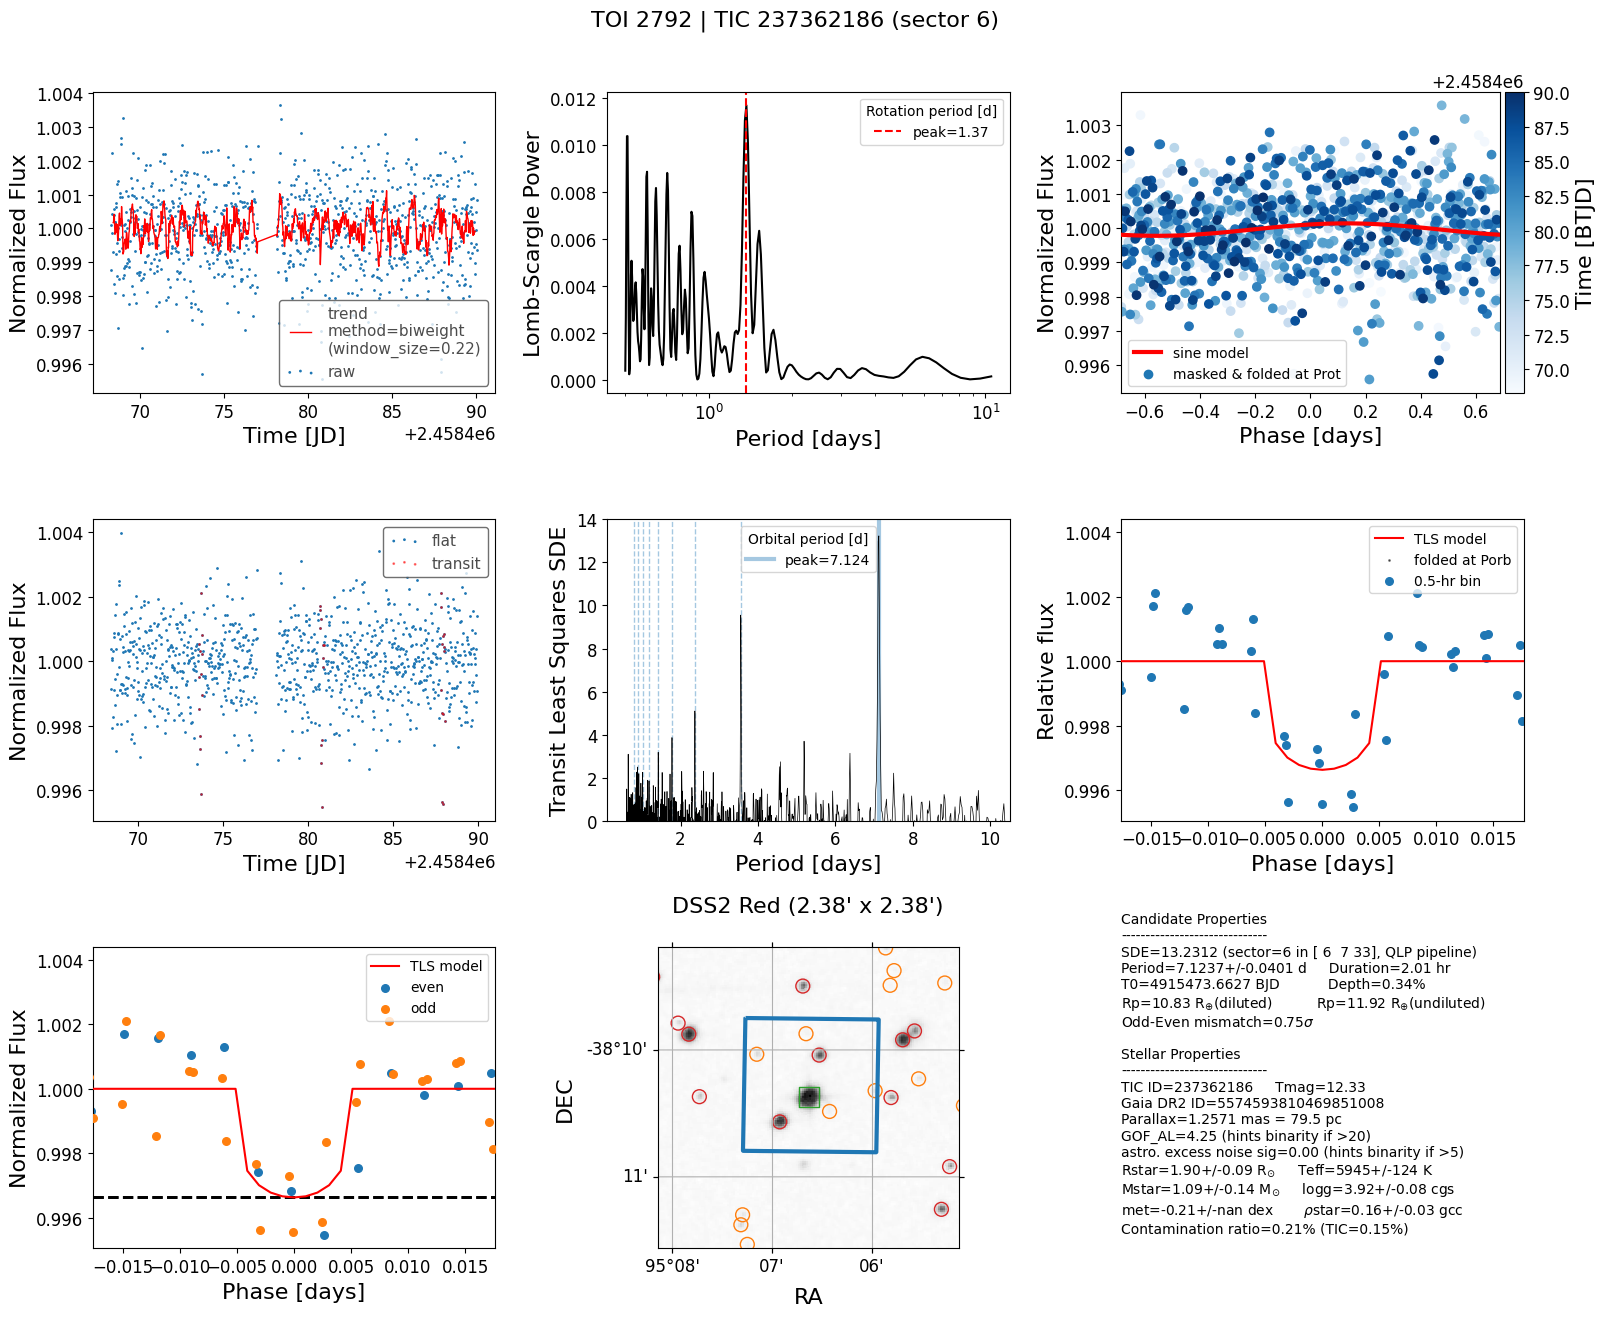 TOI 2792 | TIC 237362186 (sector 6)
Normalized Flux
1.004
1.003
1.002
1.001
1.000
0.999
0.998
0.997
0.996
trend
method=biweight
(window_size=0.22)
raw
70 75 80 85 90
Time [JD]
+2.4584e6
Lomb-Scargle Power
0.012
0.010
0.008
0.006
0.004
0.002
0.000
Rotation period [d]
peak=1.37
10⁰ 10¹
Period [days]
Normalized Flux
1.003
1.002
1.001
1.000
0.999
0.998
0.997
0.996
sine model
masked & folded at Prot
−0.6 −0.4 −0.2 0.0 0.2 0.4 0.6
Phase [days]
+2.4584e6
90.0
87.5
85.0
82.5
80.0
77.5
75.0
72.5
70.0
Time [BTJD]
Normalized Flux
1.004
1.002
1.000
0.998
0.996
flat
transit
70 75 80 85 90
Time [JD]
+2.4584e6
Transit Least Squares SDE
14
12
10
8
6
4
2
0
Orbital period [d]
peak=7.124
2 4 6 8 10
Period [days]
Relative flux
1.004
1.002
1.000
0.998
0.996
TLS model
folded at Porb
0.5-hr bin
−0.015 −0.010 −0.005 0.000 0.005 0.010 0.015
Phase [days]
Normalized Flux
1.004
1.002
1.000
0.998
0.996
TLS model
even
odd
−0.015 −0.010 −0.005 0.000 0.005 0.010 0.015
Phase [days]
DSS2 Red (2.38' x 2.38')
DEC
-38°10'
11'
95°08' 07' 06'
RA
Candidate Properties
------------------------------
SDE=13.2312 (sector=6 in [ 6  7 33], QLP pipeline)
Period=7.1237+/-0.0401 d Duration=2.01 hr
T0=4915473.6627 BJD Depth=0.34%
Rp=10.83 R⊕(diluted) Rp=11.92 R⊕(undiluted)
Odd-Even mismatch=0.75σ
Stellar Properties
------------------------------
TIC ID=237362186 Tmag=12.33
Gaia DR2 ID=5574593810469851008
Parallax=1.2571 mas = 79.5 pc
GOF_AL=4.25 (hints binarity if >20)
astro. excess noise sig=0.00 (hints binarity if >5)
Rstar=1.90+/-0.09 R⊙ Teff=5945+/-124 K
Mstar=1.09+/-0.14 M⊙ logg=3.92+/-0.08 cgs
met=-0.21+/-nan dex ρstar=0.16+/-0.03 gcc
Contamination ratio=0.21% (TIC=0.15%)